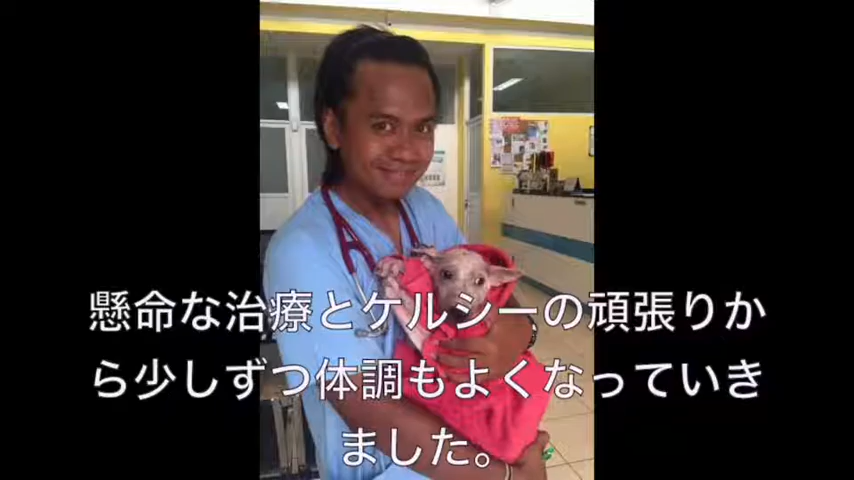 懸命な治療とケルシーの頑張りか
ら少しずつ体調もよくなっていき
ました。